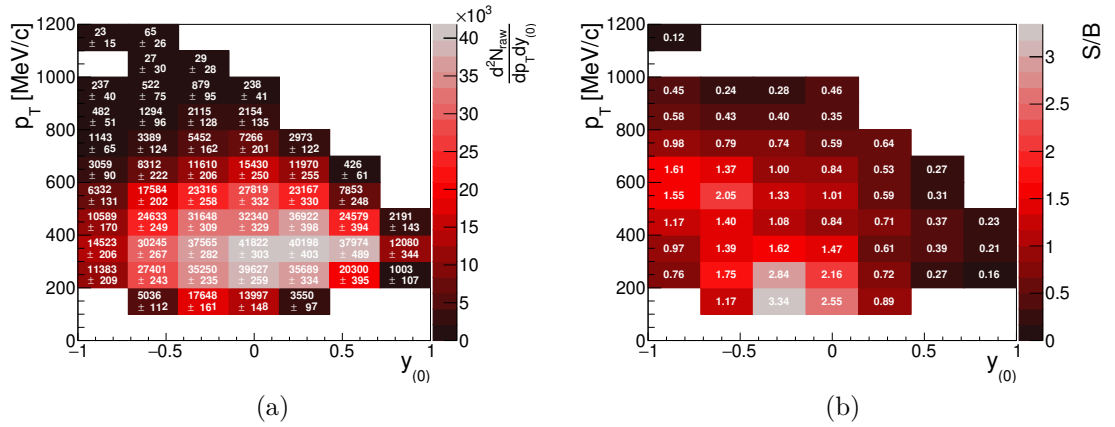 1200
1000
800
600
400
200
0
p_T [MeV/c]
23 65
± 15 ± 26
27 29
± 30 ± 28
237 522 879 238
± 40 ± 75 ± 95 ± 41
482 1294 2115 2154
± 51 ± 96 ± 128 ± 135
1143 3389 5452 7266 2973
± 65 ± 124 ± 162 ± 201 ± 122
3059 8312 11610 15430 11970 426
± 90 ± 222 ± 206 ± 250 ± 255 ± 61
6332 17584 23316 27819 23167 7853
± 131 ± 202 ± 258 ± 332 ± 330 ± 248
10589 24633 31648 32340 36922 24579 2191
± 170 ± 249 ± 309 ± 329 ± 398 ± 394 ± 143
14523 30245 37565 41822 40198 37974 12080
± 206 ± 267 ± 282 ± 303 ± 403 ± 489 ± 344
11383 27401 35250 39627 35689 20300 1003
± 209 ± 243 ± 235 ± 259 ± 334 ± 395 ± 107
5036 17648 13997 3550
± 112 ± 161 ± 148 ± 97
−1 −0.5 0 0.5 1
y_(0)
×10³
40
35
30
25
20
15
10
5
0
d²N_raw
dp_T dy_(0)
(a)
1200
1000
800
600
400
200
0
p_T [MeV/c]
0.12
0.45 0.24 0.28 0.46
0.58 0.43 0.40 0.35
0.98 0.79 0.74 0.59 0.64
1.61 1.37 1.00 0.84 0.53 0.27
1.55 2.05 1.33 1.01 0.59 0.31
1.17 1.40 1.08 0.84 0.71 0.37 0.23
0.97 1.39 1.62 1.47 0.61 0.39 0.21
0.76 1.75 2.84 2.16 0.72 0.27 0.16
1.17 3.34 2.55 0.89
−1 −0.5 0 0.5 1
y_(0)
3
2.5
2
1.5
1
0.5
0
S/B
(b)